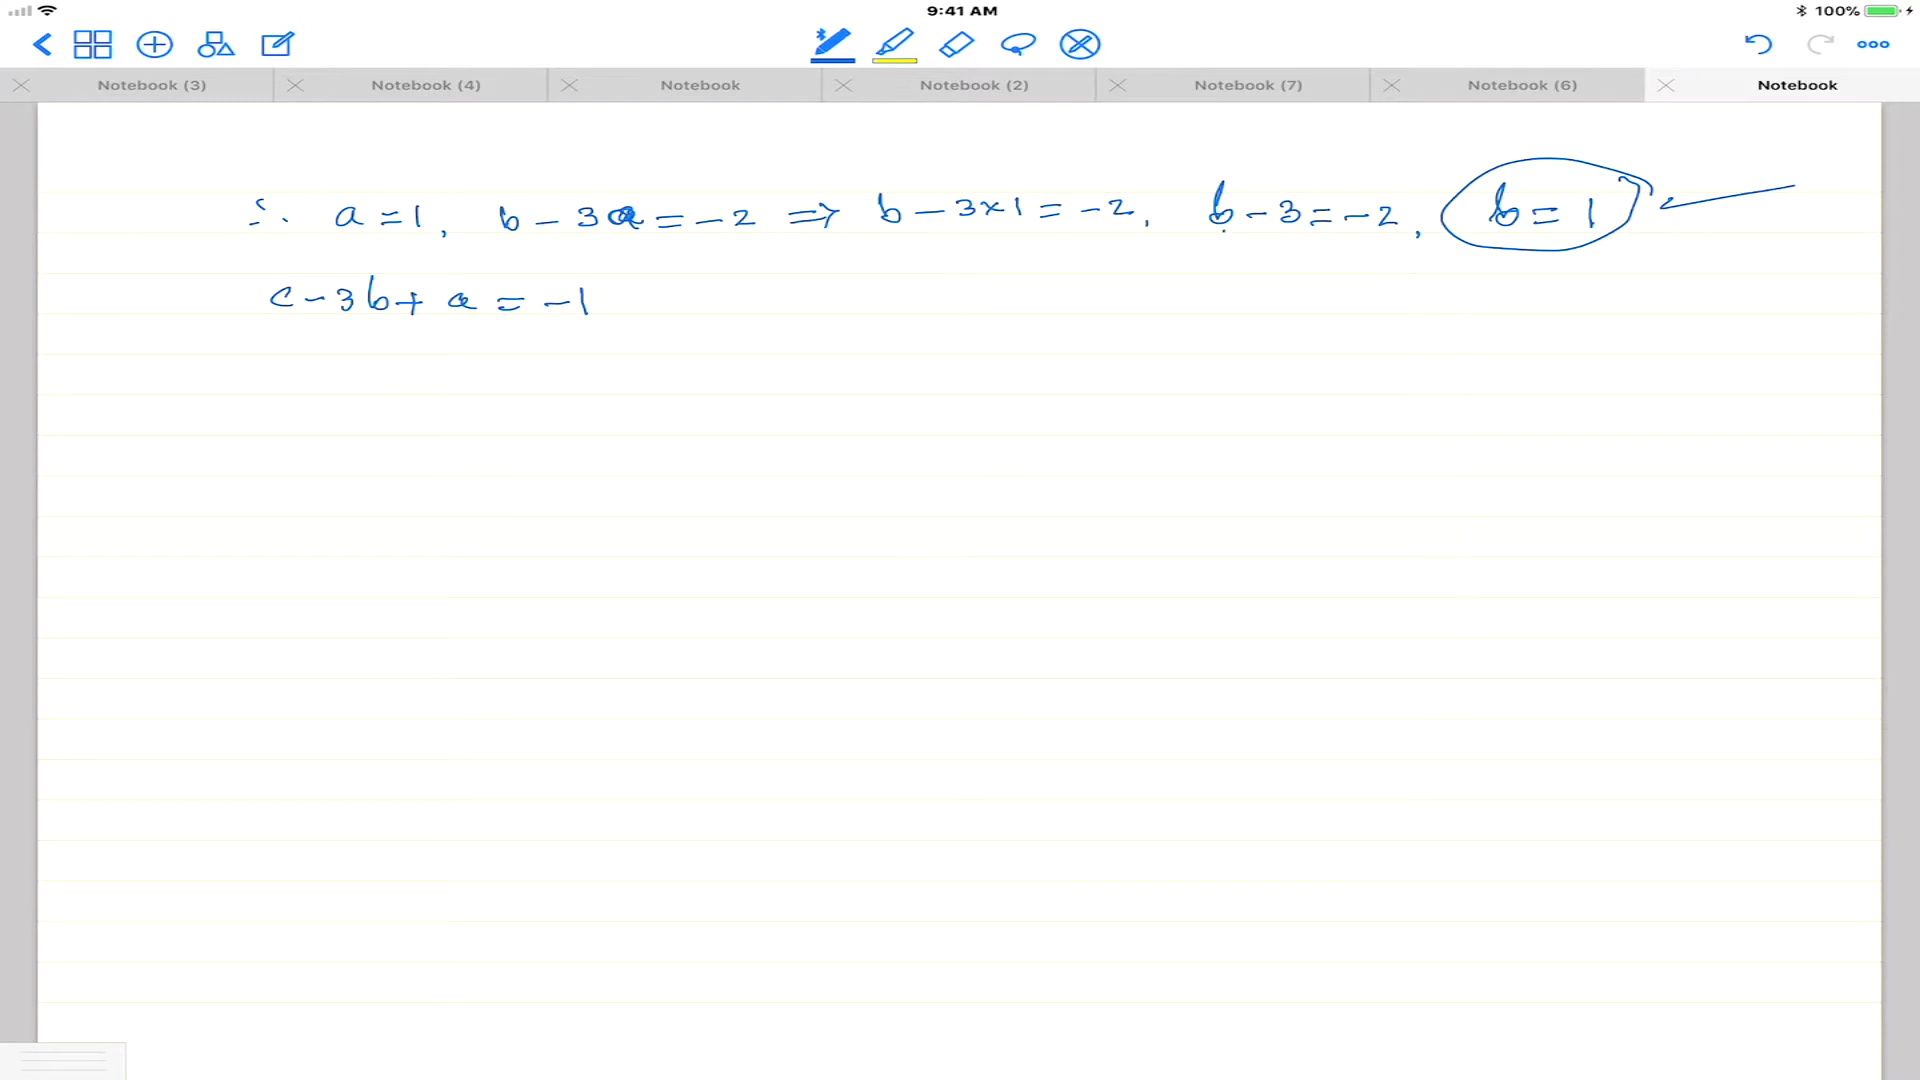 9:41 AM 100%
Notebook (3) Notebook (4) Notebook Notebook (2) Notebook (7) Notebook (6) Notebook
∴ a = 1, b - 3a = -2 ⇒ b - 3×1 = -2, b - 3 = -2, b = 1
c - 3b + a = -1